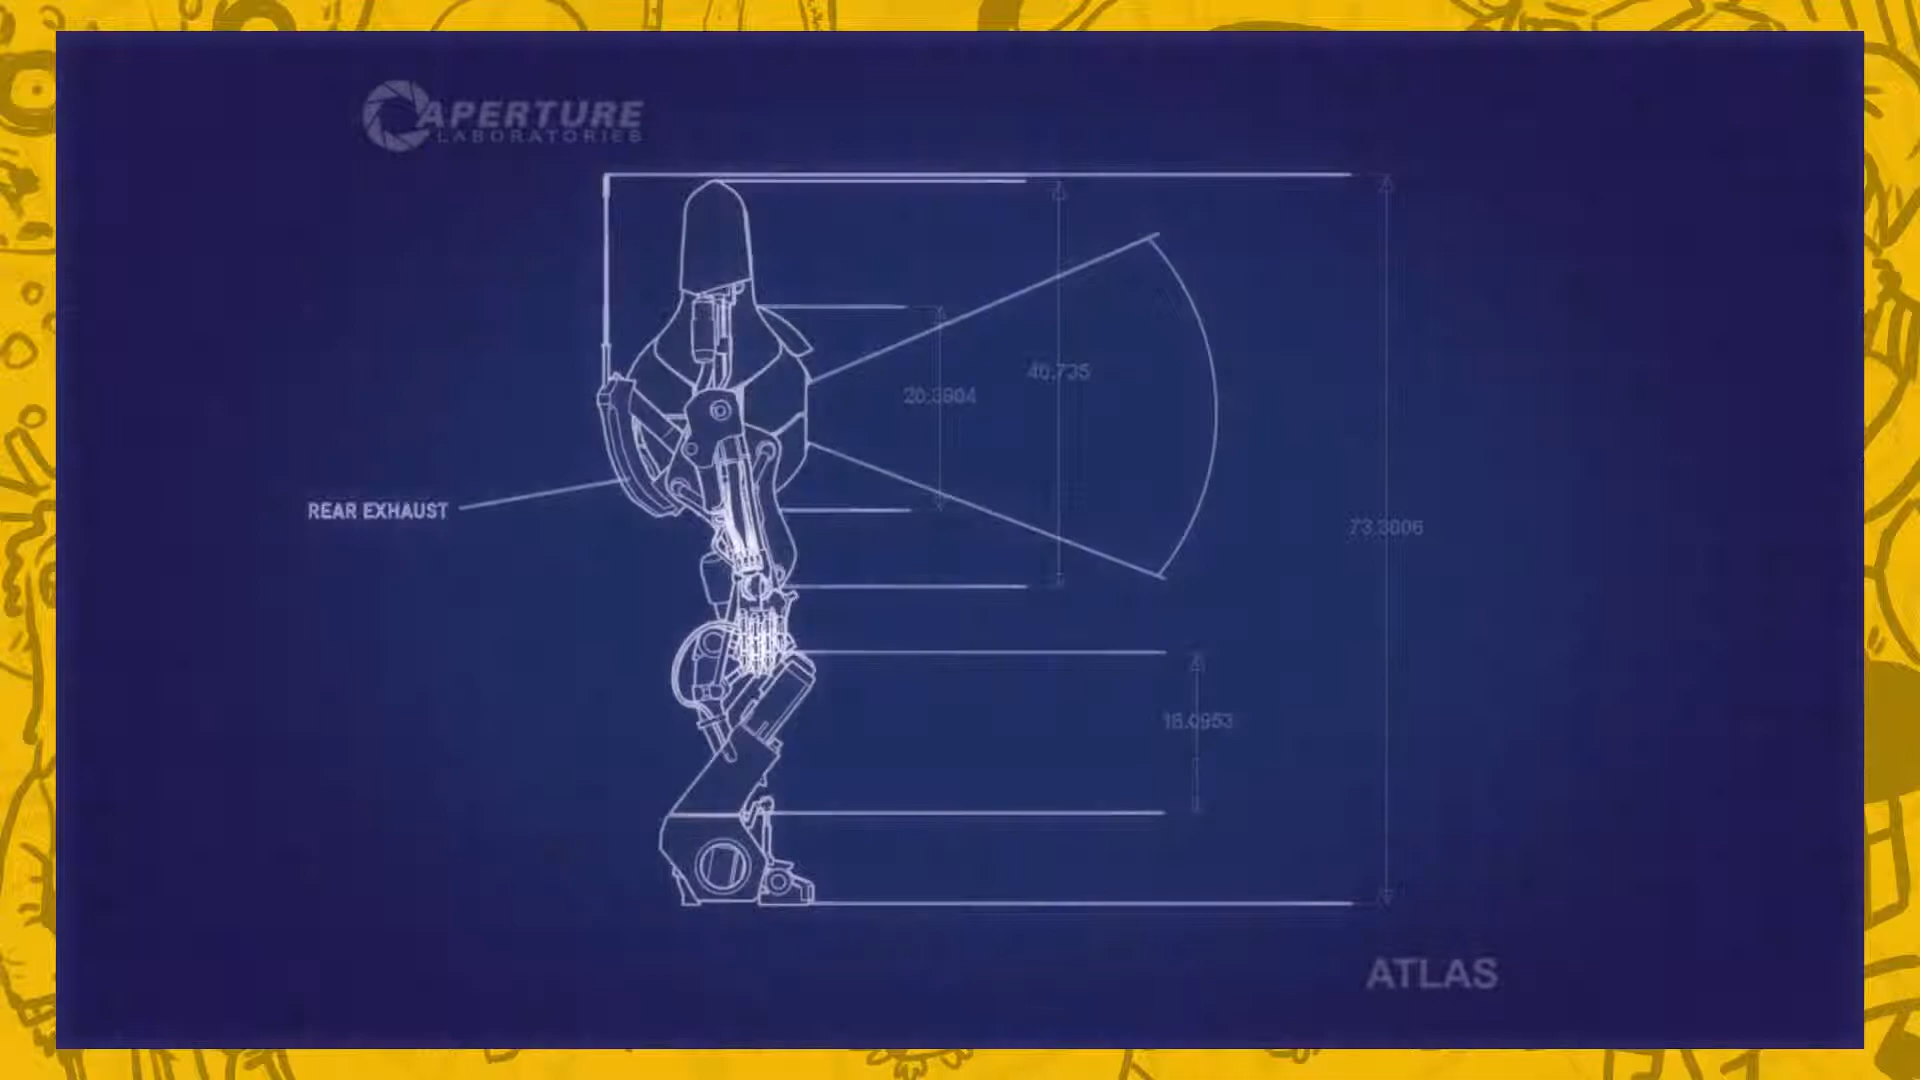 APERTURE
LABORATORIES
40.735
20.3904
REAR EXHAUST
73.3006
16.0953
ATLAS